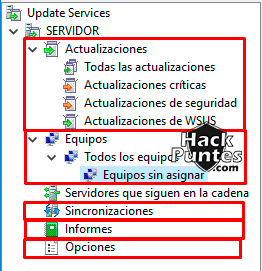 Update Services
SERVIDOR
Actualizaciones
Todas las actualizaciones
Actualizaciones críticas
Actualizaciones de seguridad
Actualizaciones de WSUS
Equipos
Todos los equipos
Equipos sin asignar
Hack
Puntes
.com
Servidores que siguen en la cadena
Sincronizaciones
Informes
Opciones